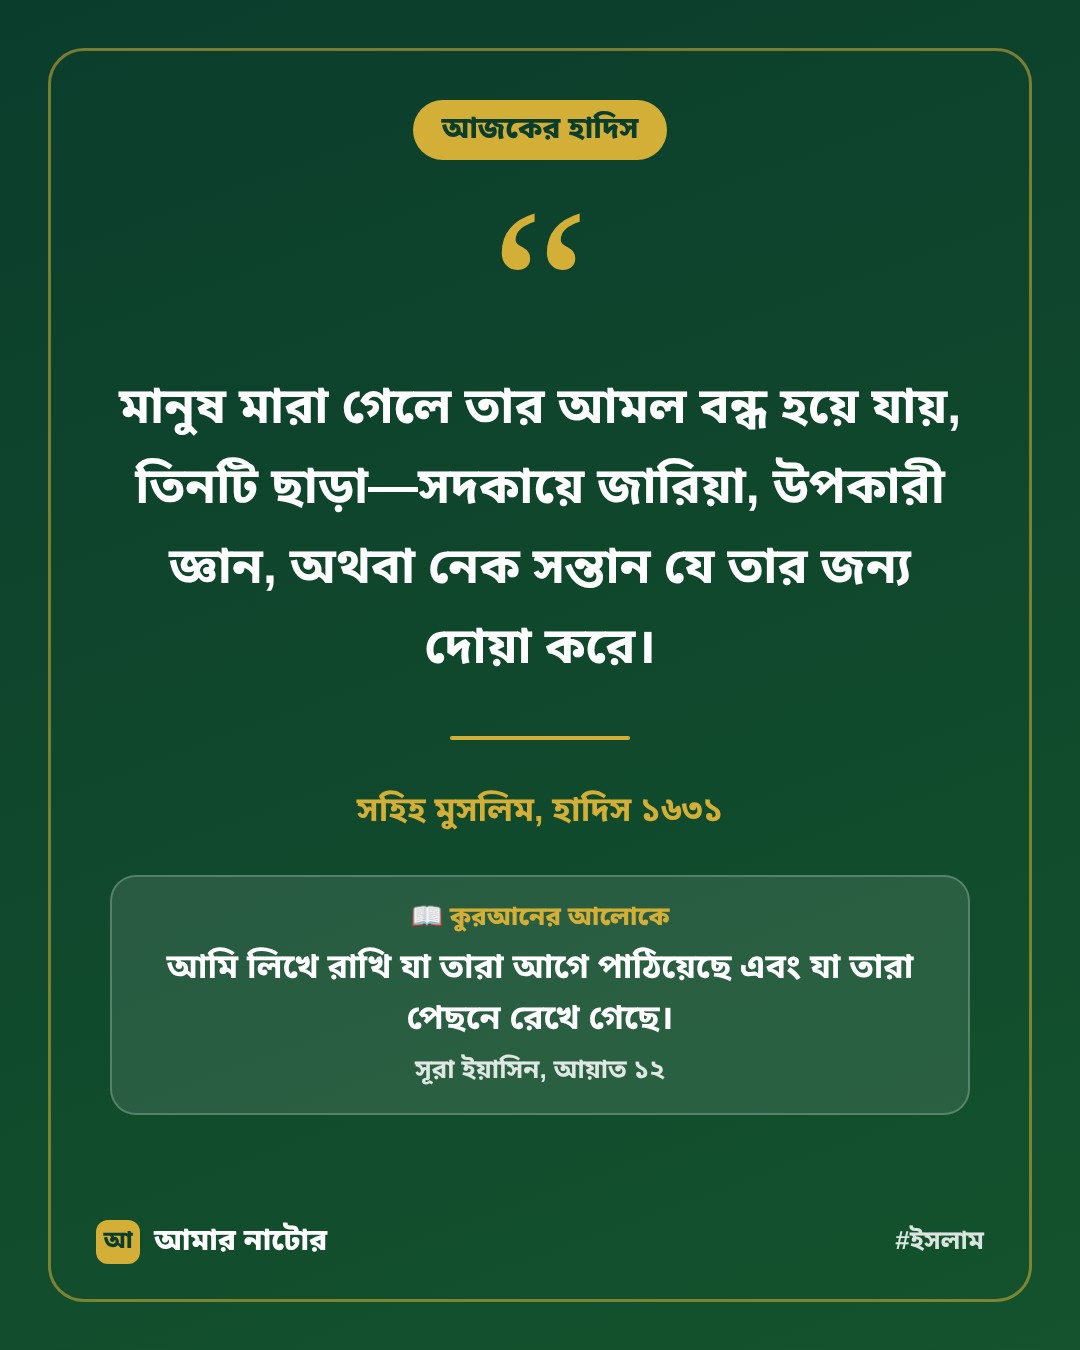 আজকের হাদিস
“
মানুষ মারা গেলে তার আমল বন্ধ হয়ে যায়,
তিনটি ছাড়া—সদকায়ে জারিয়া, উপকারী
জ্ঞান, অথবা নেক সন্তান যে তার জন্য
দোয়া করে।
সহিহ মুসলিম, হাদিস ১৬৩১
📖 কুরআনের আলোকে
আমি লিখে রাখি যা তারা আগে পাঠিয়েছে এবং যা তারা
পেছনে রেখে গেছে।
সূরা ইয়াসিন, আয়াত ১২
আ আমার নাটোর
#ইসলাম